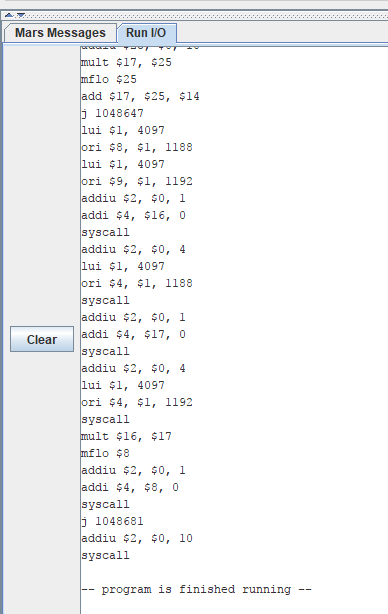 Mars Messages Run I/O
mult $17, $25
mflo $25
add $17, $25, $14
j 1048647
lui $1, 4097
ori $8, $1, 1188
lui $1, 4097
ori $9, $1, 1192
addiu $2, $0, 1
addi $4, $16, 0
syscall
addiu $2, $0, 4
lui $1, 4097
ori $4, $1, 1188
syscall
addiu $2, $0, 1
addi $4, $17, 0
syscall
addiu $2, $0, 4
lui $1, 4097
ori $4, $1, 1192
syscall
mult $16, $17
mflo $8
addiu $2, $0, 1
addi $4, $8, 0
syscall
j 1048681
addiu $2, $0, 10
syscall
-- program is finished running --
Clear